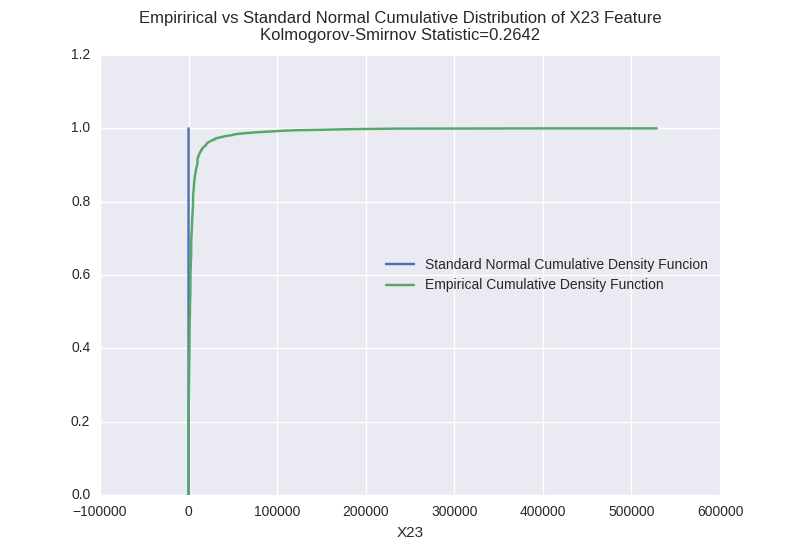 Empririrical vs Standard Normal Cumulative Distribution of X23 Feature
Kolmogorov-Smirnov Statistic=0.2642
1.2
1.0
0.8
0.6
0.4
0.2
0.0
Standard Normal Cumulative Density Funcion
Empirical Cumulative Density Function
−100000 0 100000 200000 300000 400000 500000 600000
X23